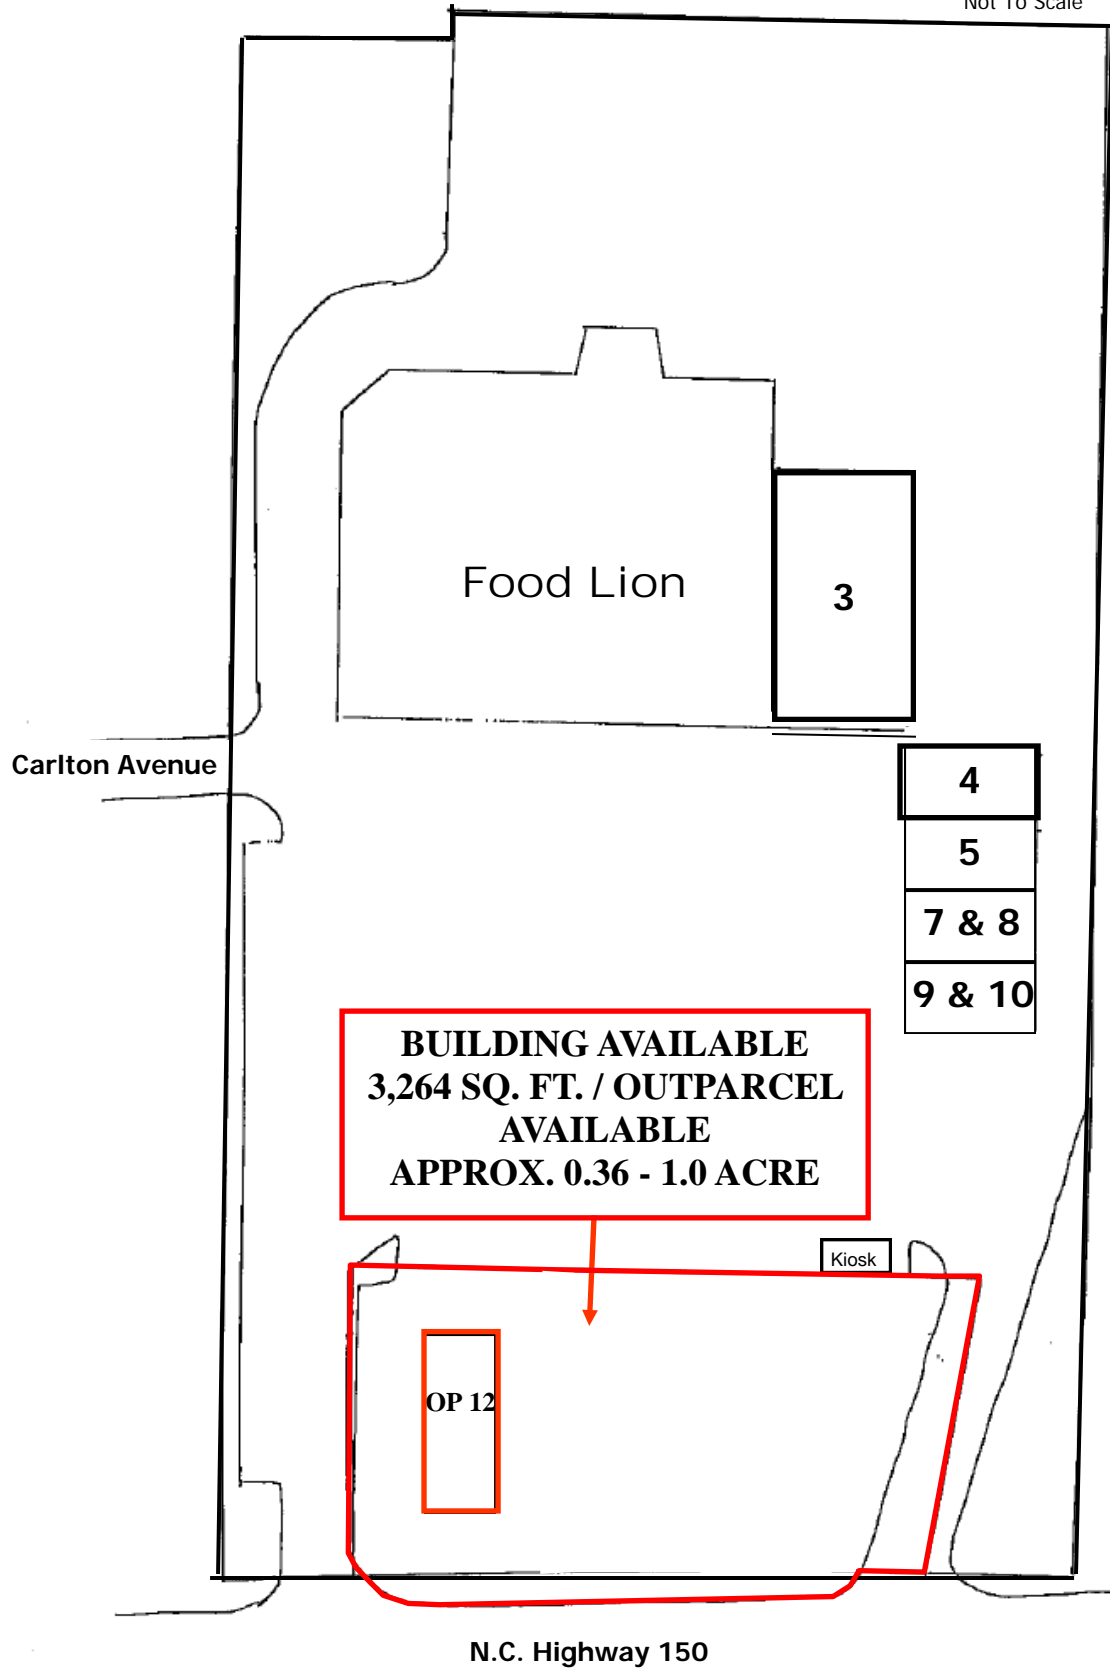 Not To Scale
Food Lion
3
Carlton Avenue
4
5
7 & 8
9 & 10
BUILDING AVAILABLE
3,264 SQ. FT. / OUTPARCEL
AVAILABLE
APPROX. 0.36 - 1.0 ACRE
Kiosk
OP 12
N.C. Highway 150